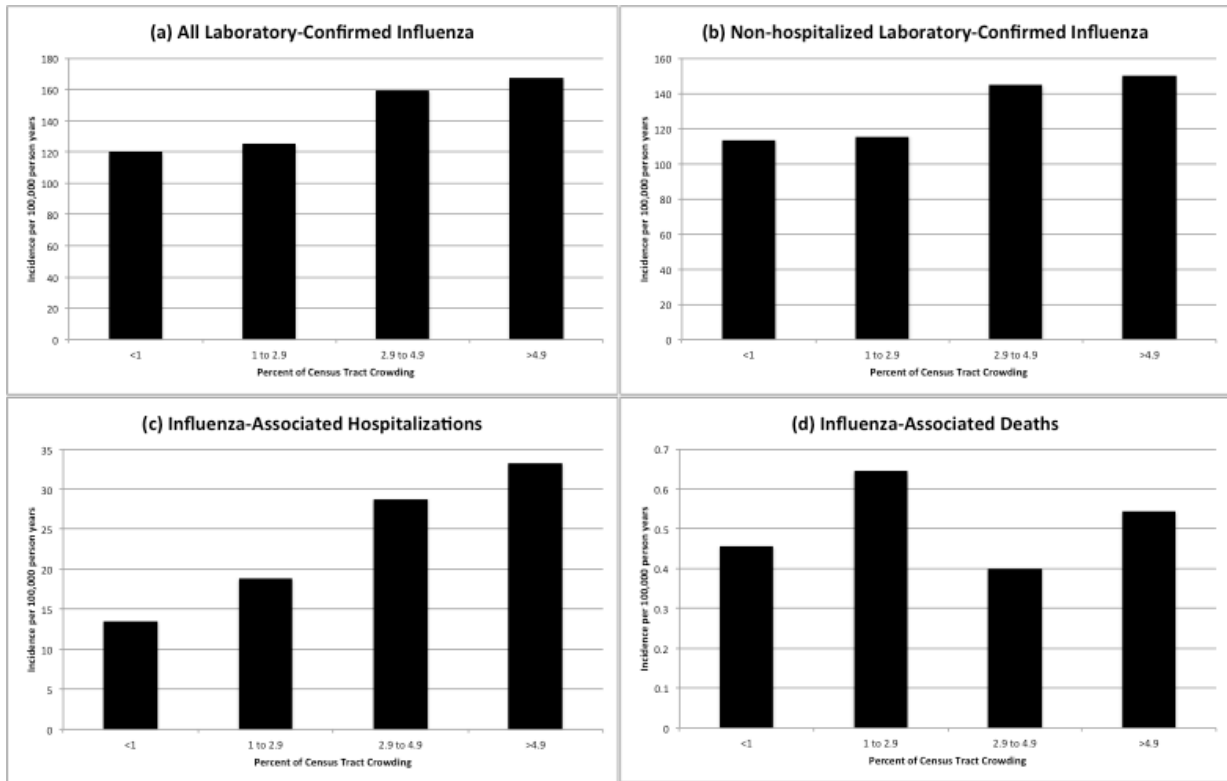 (a) All Laboratory-Confirmed Influenza
Incidence per 100,000 person years
180
160
140
120
100
80
60
40
20
0
<1 1 to 2.9 2.9 to 4.9 >4.9
Percent of Census Tract Crowding
(b) Non-hospitalized Laboratory-Confirmed Influenza
Incidence per 100,000 person years
160
140
120
100
80
60
40
20
0
<1 1 to 2.9 2.9 to 4.9 >4.9
Percent of Census Tract Crowding
(c) Influenza-Associated Hospitalizations
Incidence per 100,000 person years
35
30
25
20
15
10
5
0
<1 1 to 2.9 2.9 to 4.9 >4.9
Percent of Census Tract Crowding
(d) Influenza-Associated Deaths
Incidence per 100,000 person years
0.7
0.6
0.5
0.4
0.3
0.2
0.1
0
<1 1 to 2.9 2.9 to 4.9 >4.9
Percent of Census Tract Crowding